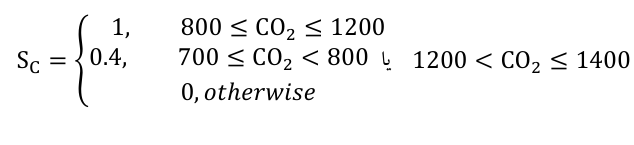 1, 800 ≤ CO₂ ≤ 1200
S_C = { 0.4, 700 ≤ CO₂ < 800 یا 1200 < CO₂ ≤ 1400
0, otherwise